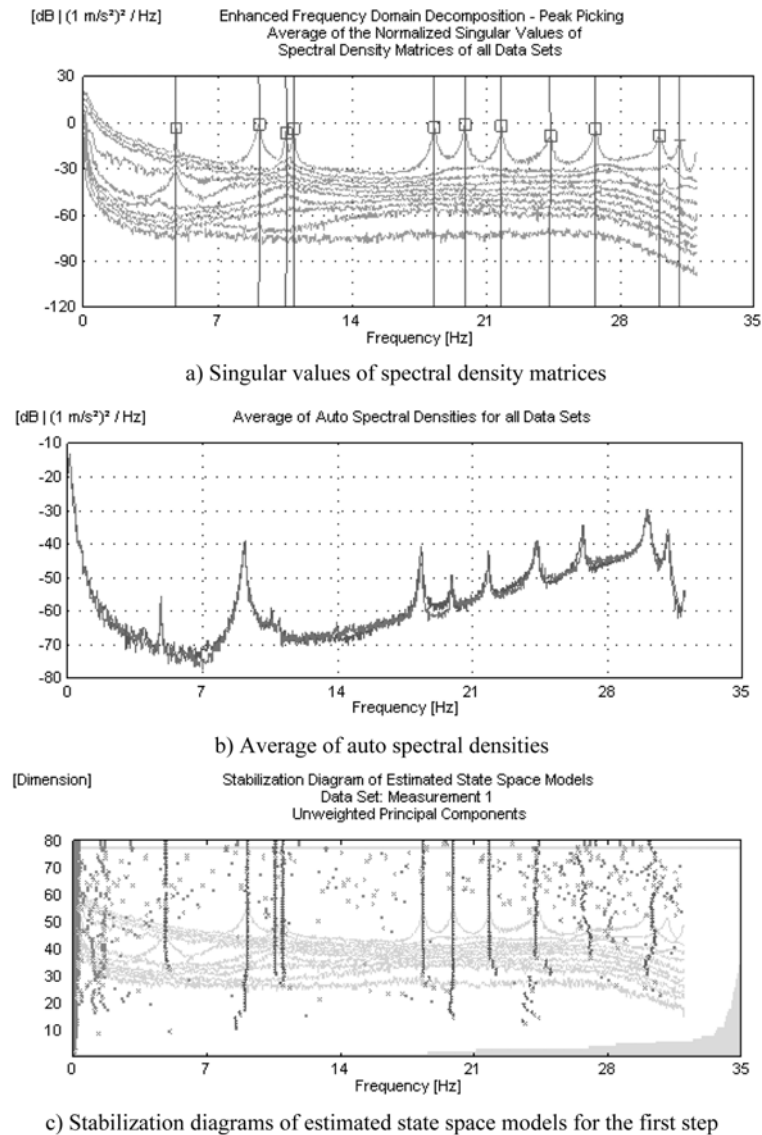 [dB | (1 m/s²)² / Hz]
Enhanced Frequency Domain Decomposition - Peak Picking
Average of the Normalized Singular Values of
Spectral Density Matrices of all Data Sets
30
0
-30
-60
-90
-120
0
14
21
28
35
Frequency [Hz]
a) Singular values of spectral density matrices
[dB | (1 m/s²)² / Hz]
Average of Auto Spectral Densities for all Data Sets
-10
-20
-30
-40
-50
-60
-70
-80
0
7
14
21
28
35
Frequency [Hz]
b) Average of auto spectral densities
[Dimension]
Stabilization Diagram of Estimated State Space Models
Data Set: Measurement 1
Unweighted Principal Components
80
70
60
50
40
30
20
10
0
7
14
21
28
35
Frequency [Hz]
c) Stabilization diagrams of estimated state space models for the first step